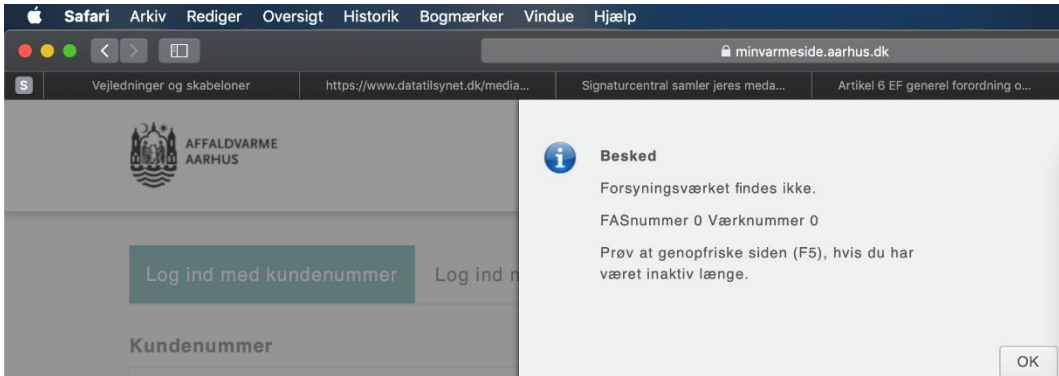 Safari Arkiv Rediger Oversigt Historik Bogmærker Vindue Hjælp
minvarmeside.aarhus.dk
S Vejledninger og skabeloner https://www.datatilsynet.dk/media... Signaturcentral samler jeres meda... Artikel 6 EF generel forordning o...
AFFALDVARME
AARHUS
Log ind med kundenummer Log ind
Kundenummer
Besked
Forsyningsværket findes ikke.
FASnummer 0 Værknummer 0
Prøv at genopfriske siden (F5), hvis du har
været inaktiv længe.
OK